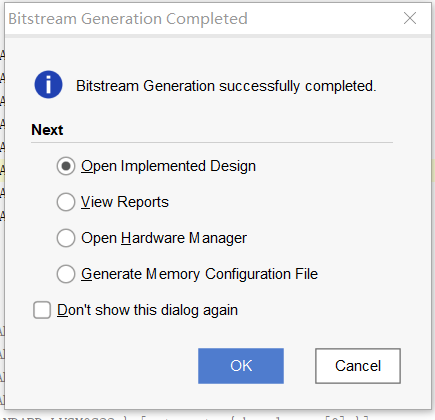 Bitstream Generation Completed
Bitstream Generation successfully completed.
Next
Open Implemented Design
View Reports
Open Hardware Manager
Generate Memory Configuration File
Don't show this dialog again
OK
Cancel